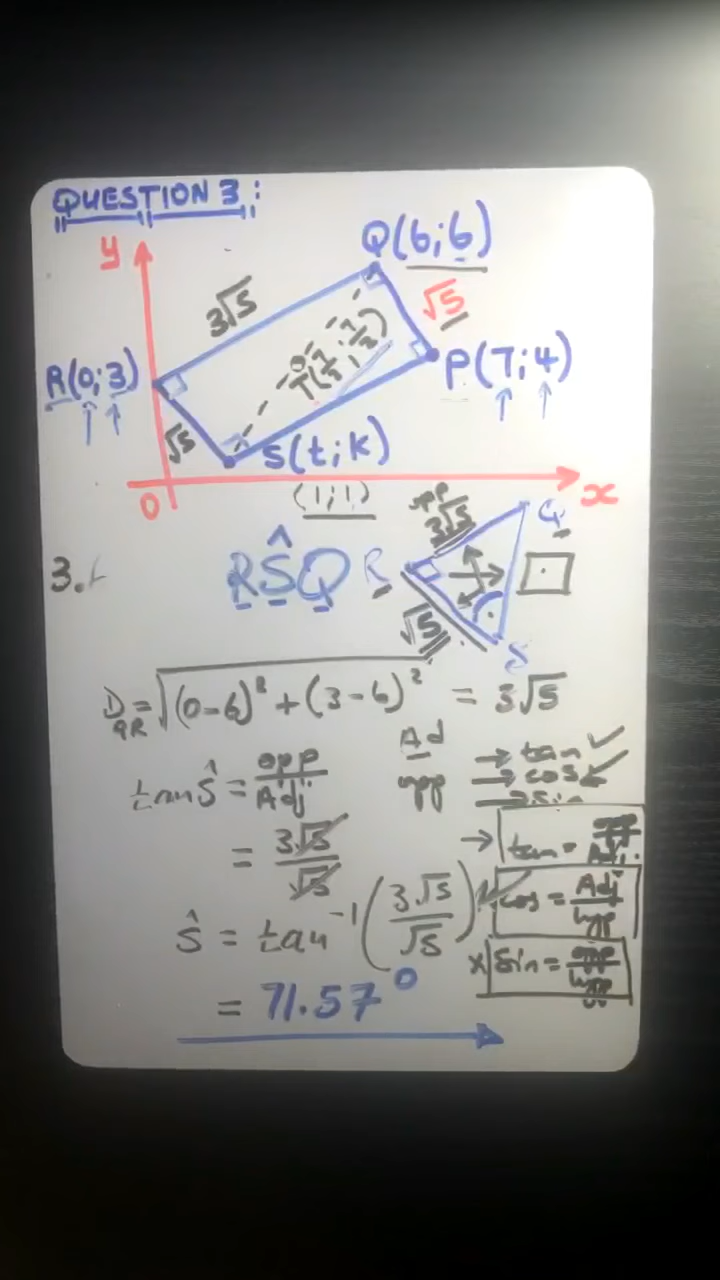 QUESTION 3:
y
Q(6;6)
3√5
√5
T(7/2;7/2)
R(0;3)
P(7;4)
√5
S(t;k)
0
(1;1)
x
3.
RŜQ
R
3√5
Q
√5
S
D_QR = √(0-6)² + (3-6)² = 3√5
Ad
tan Ŝ = opp/Adj
→ tan ✓
→ cos
→ Sin
= 3√5/√5
→ tan = opp/Adj
Ŝ = tan⁻¹(3√5/√5)
cos = Adj/hyp
x Sin = opp/hyp
= 71.57°